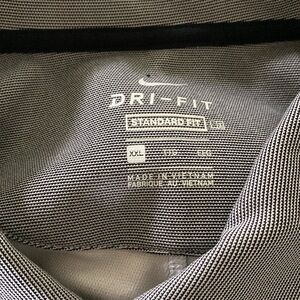 DRI-FIT
STANDARD FIT
XXL
MADE IN VIETNAM
FABRIQUÉ AU VIETNAM